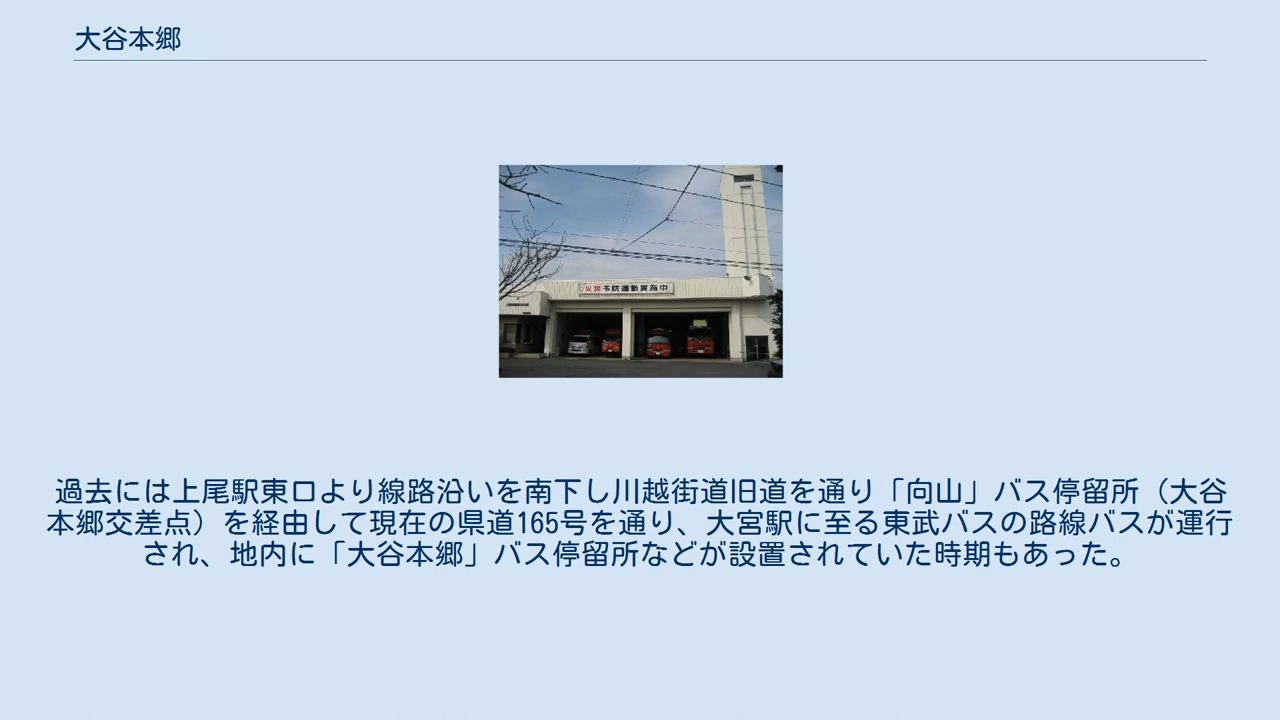 大谷本郷
火災予防運動実施中
過去には上尾駅東口より線路沿いを南下し川越街道旧道を通り「向山」バス停留所（大谷
本郷交差点）を経由して現在の県道165号を通り、大宮駅に至る東武バスの路線バスが運行
され、地内に「大谷本郷」バス停留所などが設置されていた時期もあった。